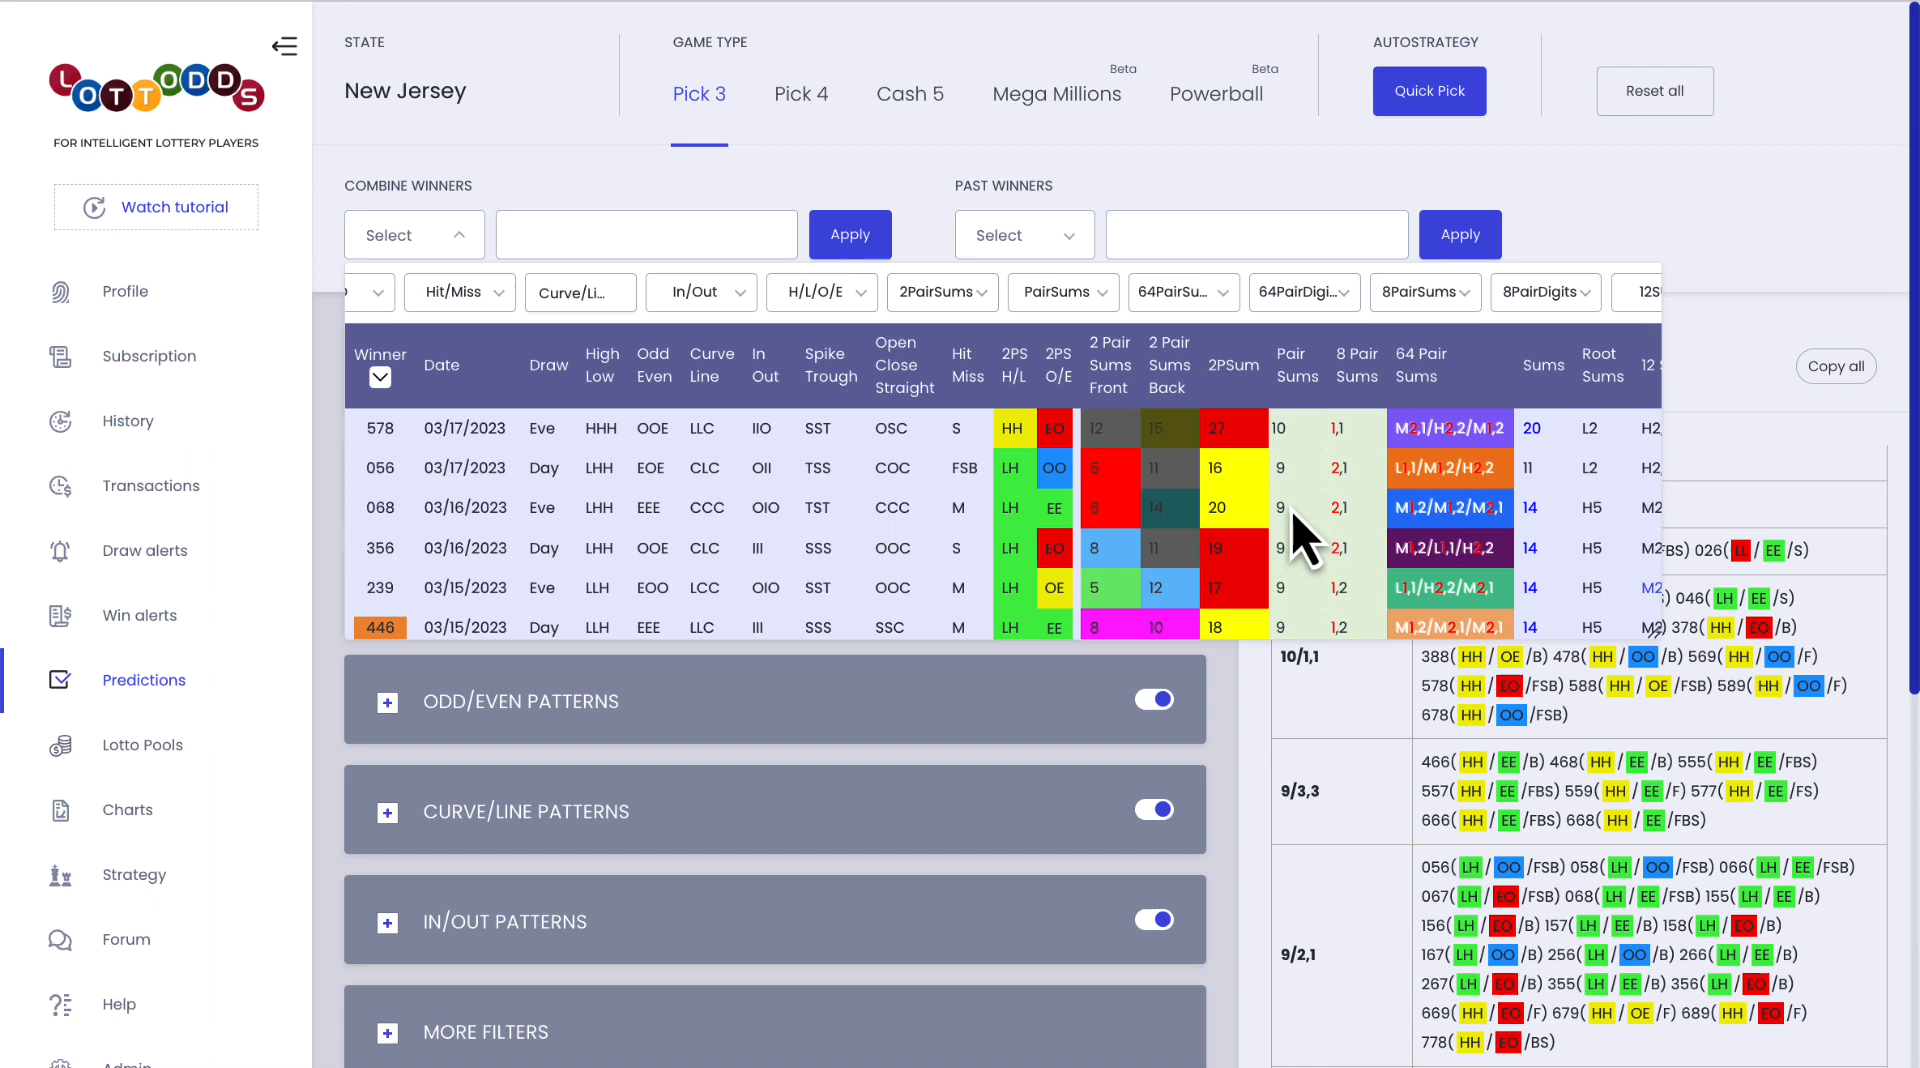 LOTTODDS
FOR INTELLIGENT LOTTERY PLAYERS
Watch tutorial
Profile
Subscription
History
Transactions
Draw alerts
Win alerts
Predictions
Lotto Pools
Charts
Strategy
Forum
Help
Admin
STATE
New Jersey
GAME TYPE
Pick 3
Pick 4
Cash 5
Beta
Mega Millions
Beta
Powerball
AUTOSTRATEGY
Quick Pick
Reset all
COMBINE WINNERS
Select
Apply
PAST WINNERS
Select
Apply
Hit/Miss Curve/Li... In/Out H/L/O/E 2PairSums PairSums 64PairSu... 64PairDigi... 8PairSums 8PairDigits 12S
Winner Date Draw High Low Odd Even Curve Line In Out Spike Trough Open Close Straight Hit Miss 2PS H/L 2PS O/E 2 Pair Sums Front 2 Pair Sums Back 2PSum Pair Sums 8 Pair Sums 64 Pair Sums Sums Root Sums 12
578 03/17/2023 Eve HHH OOE LLC IIO SST OSC S HH EO 12 15 27 10 1,1 M2,1/H2,2/M1,2 20 L2 H2,
056 03/17/2023 Day LHH EOE CLC OII TSS COC FSB LH OO 5 11 16 9 2,1 L1,1/M1,2/H2,2 11 L2 H2,
068 03/16/2023 Eve LHH EEE CCC OIO TST CCC M LH EE 6 14 20 9 2,1 M1,2/M1,2/M2,1 14 H5 M2
356 03/16/2023 Day LHH OOE CLC III SSS OOC S LH EO 8 11 19 9 2,1 M1,2/L1,1/H2,2 14 H5 M2
239 03/15/2023 Eve LLH EOO LCC OIO SST OOC M LH OE 5 12 17 9 1,2 L1,1/H2,2/M2,1 14 H5 M2
446 03/15/2023 Day LLH EEE LLC III SSS SSC M LH EE 8 10 18 9 1,2 M1,2/M2,1/M2,1 14 H5 M2
ODD/EVEN PATTERNS
CURVE/LINE PATTERNS
IN/OUT PATTERNS
MORE FILTERS
Copy all
FBS) 026( LL / EE /S)
) 046( LH / EE /S)
) 378( HH / EO /B)
10/1,1
388( HH / OE /B) 478( HH / OO /B) 569( HH / OO /F)
578( HH / EO /FSB) 588( HH / OE /FSB) 589( HH / OO /F)
678( HH / OO /FSB)
9/3,3
466( HH / EE /B) 468( HH / EE /B) 555( HH / EE /FBS)
557( HH / EE /FBS) 559( HH / EE /F) 577( HH / EE /FS)
666( HH / EE /FBS) 668( HH / EE /FBS)
9/2,1
056( LH / OO /FSB) 058( LH / OO /FSB) 066( LH / EE /FSB)
067( LH / EO /FSB) 068( LH / EE /FSB) 155( LH / EE /B)
156( LH / EO /B) 157( LH / EE /B) 158( LH / EO /B)
167( LH / OO /B) 256( LH / OO /B) 266( LH / EE /B)
267( LH / EO /B) 355( LH / EE /B) 356( LH / EO /B)
669( HH / EO /F) 679( HH / OE /F) 689( HH / EO /F)
778( HH / EO /BS)